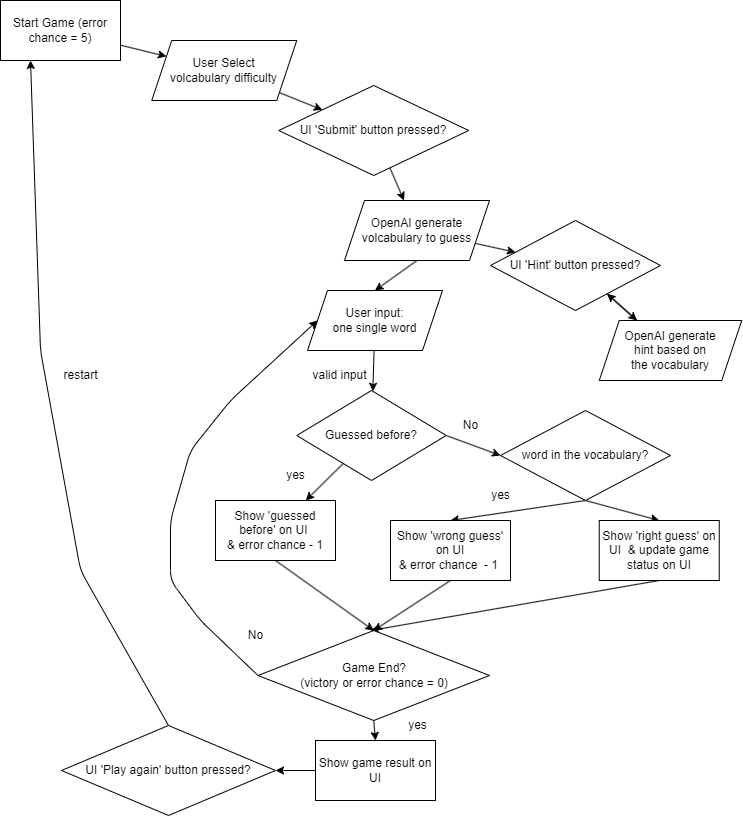 Start Game (error
chance = 5)
User Select
volcabulary difficulty
UI 'Submit' button pressed?
OpenAI generate
volcabulary to guess
UI 'Hint' button pressed?
User input:
one single word
OpenAI generate
hint based on
the vocabulary
restart
valid input
Guessed before?
No
word in the vocabulary?
yes
yes
Show 'guessed
before' on UI
& error chance - 1
Show 'wrong guess'
on UI
& error chance  - 1
Show 'right guess' on
UI  & update game
status on UI
No
Game End?
(victory or error chance = 0)
yes
Show game result on
UI
UI 'Play again' button pressed?